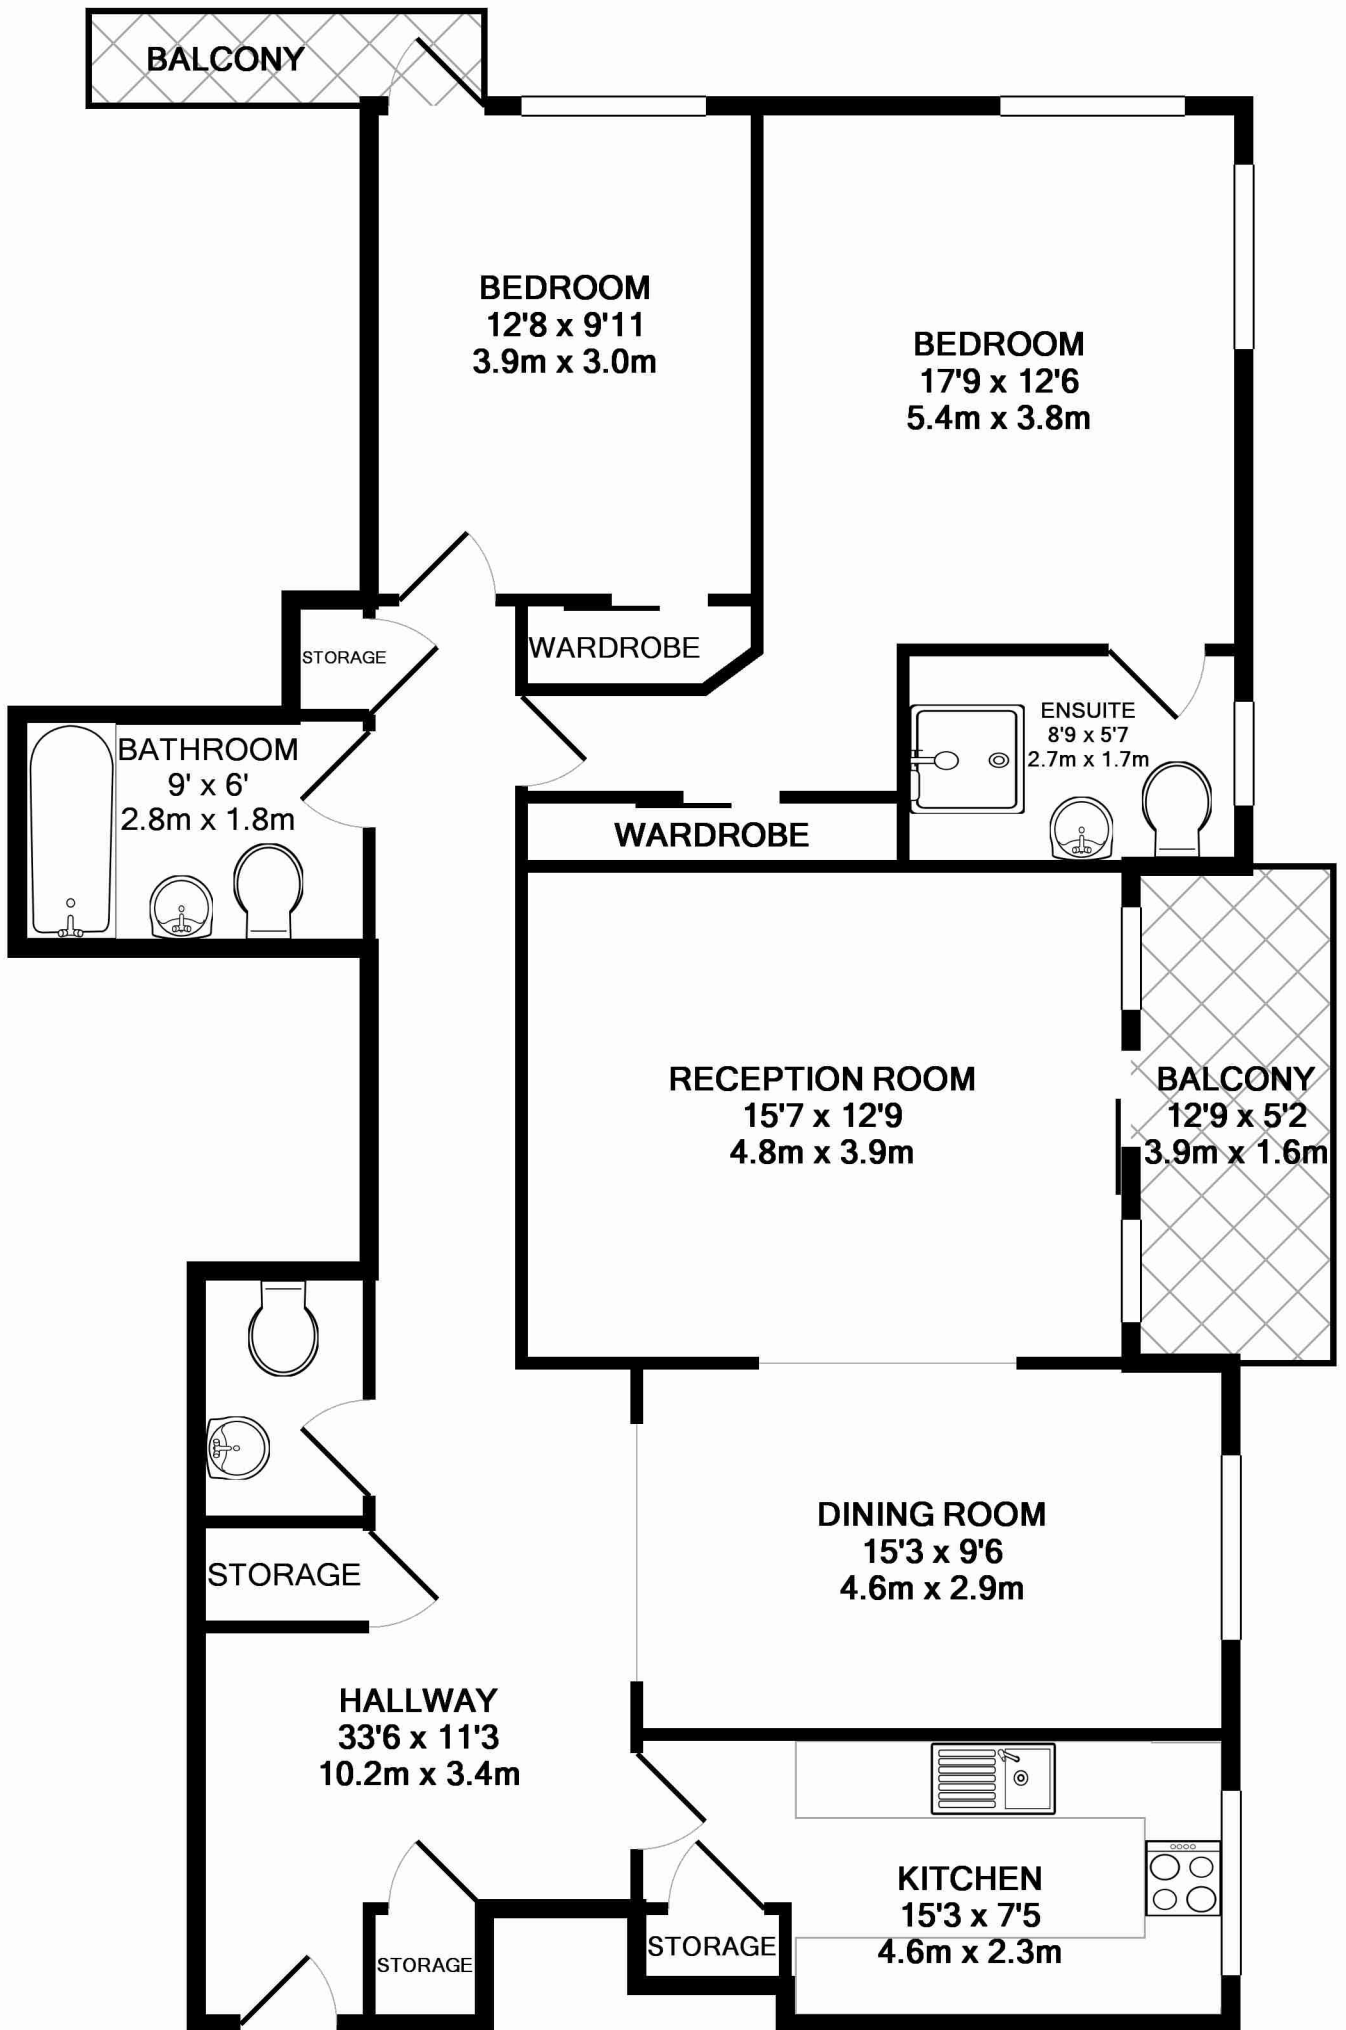 BALCONY
BEDROOM
12'8 x 9'11
3.9m x 3.0m
BEDROOM
17'9 x 12'6
5.4m x 3.8m
STORAGE
WARDROBE
ENSUITE
8'9 x 5'7
2.7m x 1.7m
BATHROOM
9' x 6'
2.8m x 1.8m
WARDROBE
RECEPTION ROOM
15'7 x 12'9
4.8m x 3.9m
BALCONY
12'9 x 5'2
3.9m x 1.6m
DINING ROOM
15'3 x 9'6
4.6m x 2.9m
STORAGE
HALLWAY
33'6 x 11'3
10.2m x 3.4m
KITCHEN
15'3 x 7'5
4.6m x 2.3m
STORAGE
STORAGE